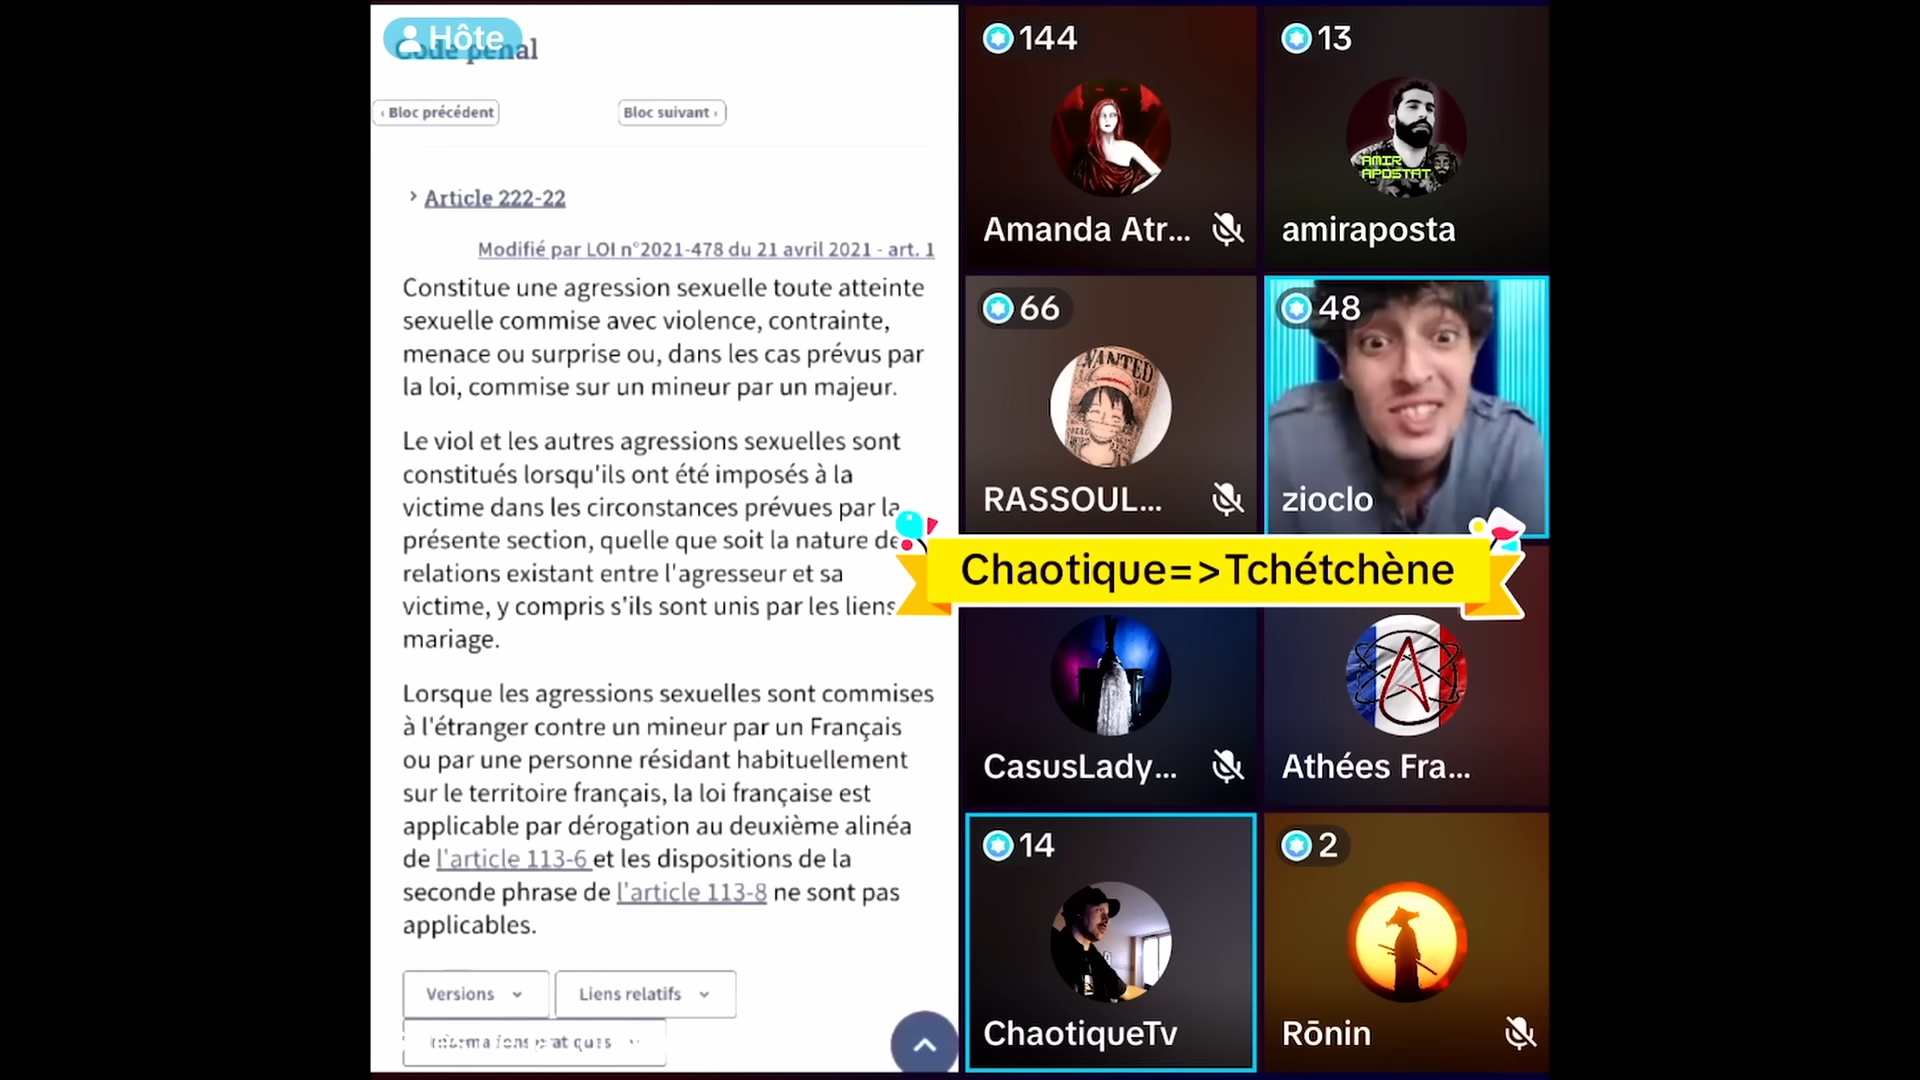 Hôte
Code pénal
‹ Bloc précédent
Bloc suivant ›
Article 222-22
Modifié par LOI n°2021-478 du 21 avril 2021 - art. 1
Constitue une agression sexuelle toute atteinte
sexuelle commise avec violence, contrainte,
menace ou surprise ou, dans les cas prévus par
la loi, commise sur un mineur par un majeur.
Le viol et les autres agressions sexuelles sont
constitués lorsqu'ils ont été imposés à la
victime dans les circonstances prévues par la
présente section, quelle que soit la nature de
relations existant entre l'agresseur et sa
victime, y compris s'ils sont unis par les liens
mariage.
Lorsque les agressions sexuelles sont commises
à l'étranger contre un mineur par un Français
ou par une personne résidant habituellement
sur le territoire français, la loi française est
applicable par dérogation au deuxième alinéa
de l'article 113-6 et les dispositions de la
seconde phrase de l'article 113-8 ne sont pas
applicables.
Versions
Liens relatifs
144
Amanda Atr...
13
AMIR
APOSTAT
amiraposta
66
WANTED
RASSOUL...
48
zioclo
Chaotique=>Tchétchène
CasusLady...
Athées Fra...
14
ChaotiqueTv
2
Rōnin